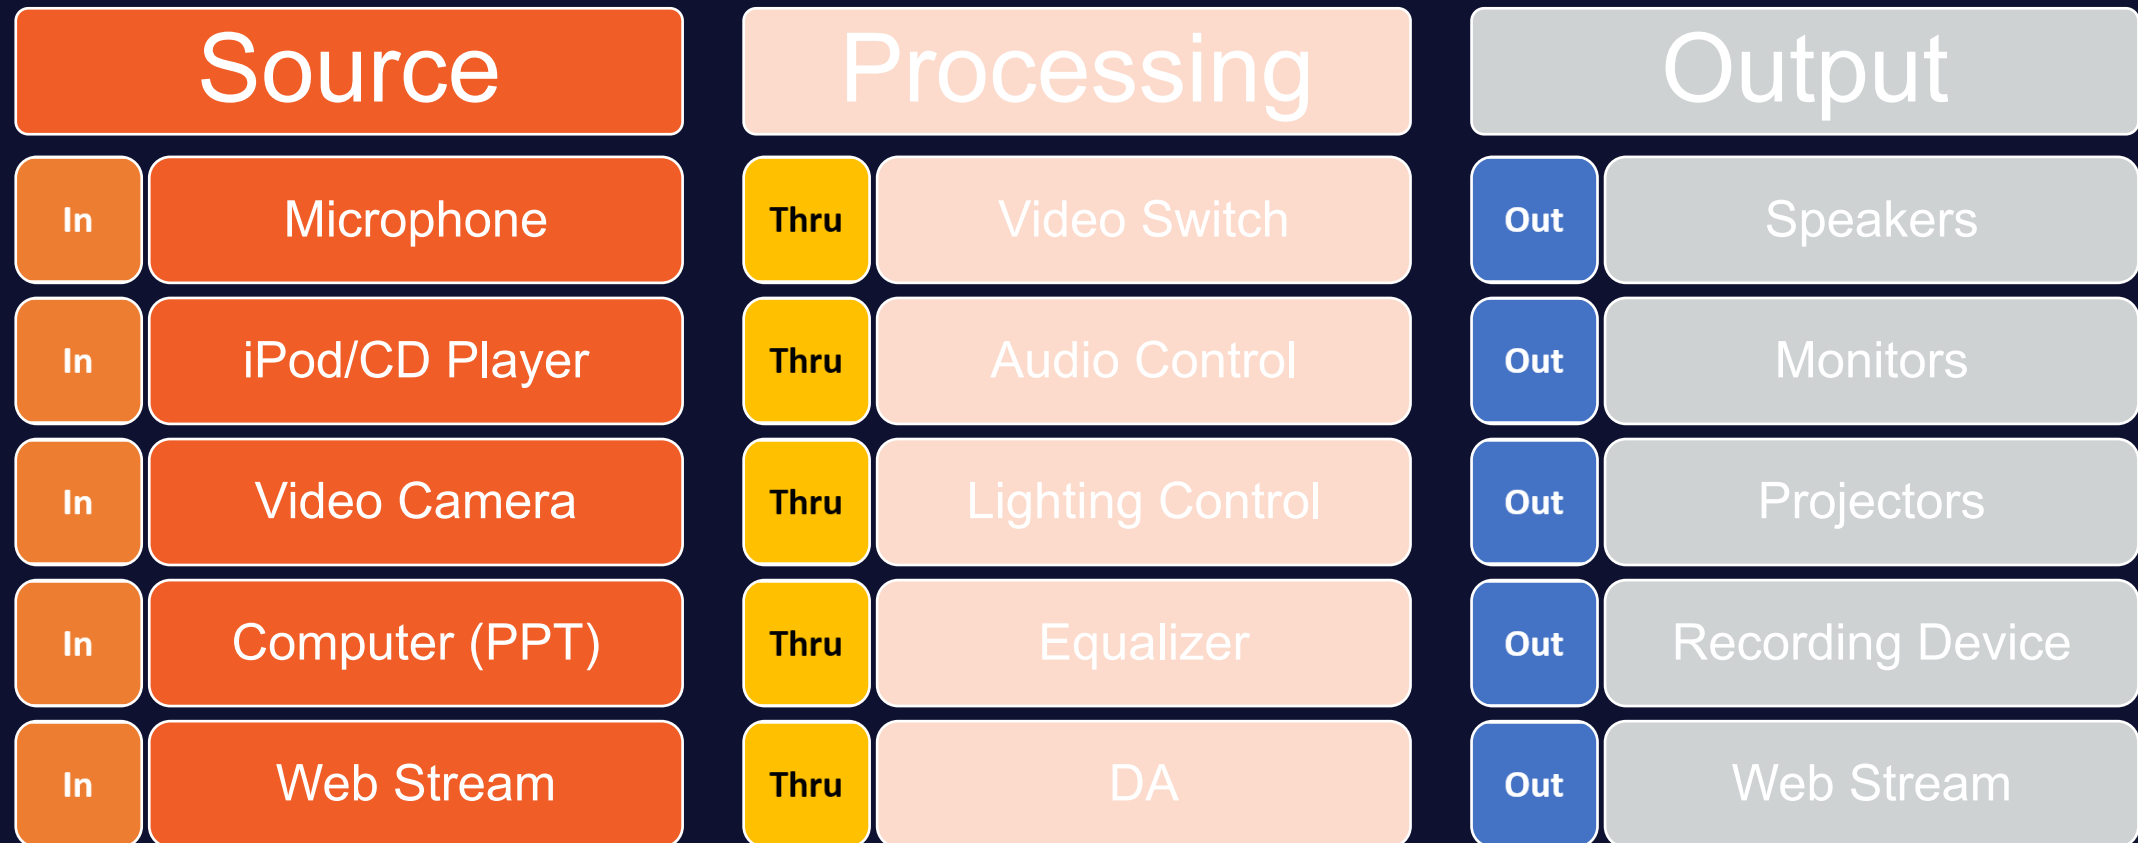 Source
In
Microphone
In
iPod/CD Player
In
Video Camera
In
Computer (PPT)
In
Web Stream
Processing
Thru
Video Switch
Thru
Audio Control
Thru
Lighting Control
Thru
Equalizer
Thru
DA
Output
Out
Speakers
Out
Monitors
Out
Projectors
Out
Recording Device
Out
Web Stream